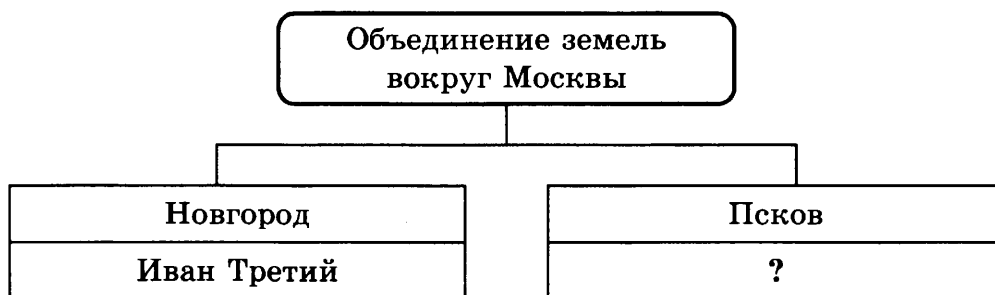 Объединение земель
вокруг Москвы
Новгород
Псков
Иван Третий
?